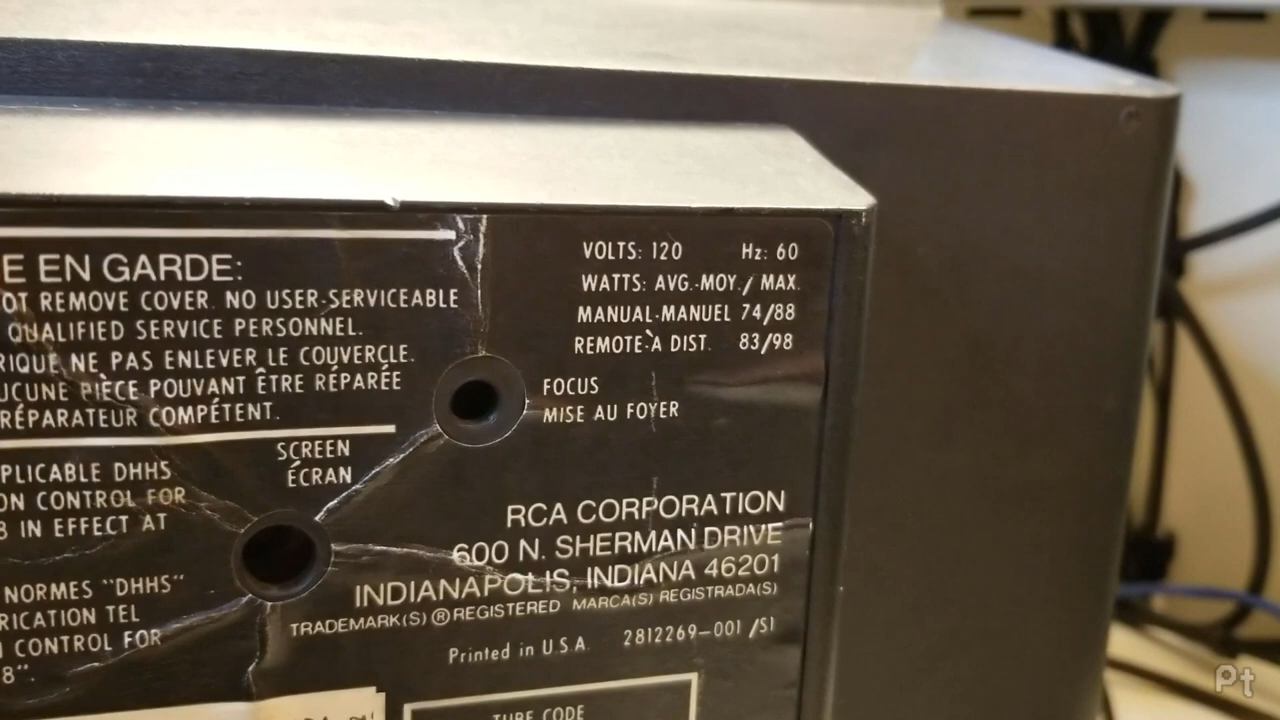 E EN GARDE:
OT REMOVE COVER. NO USER-SERVICEABLE
QUALIFIED SERVICE PERSONNEL.
RIQUE NE PAS ENLEVER LE COUVERCLE.
UCUNE PIÈCE POUVANT ÊTRE RÉPARÉE
RÉPARATEUR COMPÉTENT.
VOLTS: 120 Hz: 60
WATTS: AVG.-MOY./ MAX.
MANUAL-MANUEL 74/88
REMOTE-À DIST. 83/98
FOCUS
MISE AU FOYER
SCREEN
ÉCRAN
PLICABLE DHHS
ON CONTROL FOR
8 IN EFFECT AT
NORMES "DHHS"
RICATION TEL
N CONTROL FOR
8".
RCA CORPORATION
600 N. SHERMAN DRIVE
INDIANAPOLIS, INDIANA 46201
TRADEMARK(S) ® REGISTERED MARCA(S) REGISTRADA(S)
Printed in U.S.A. 2812269-001 /S1
TUBE CODE
Pt